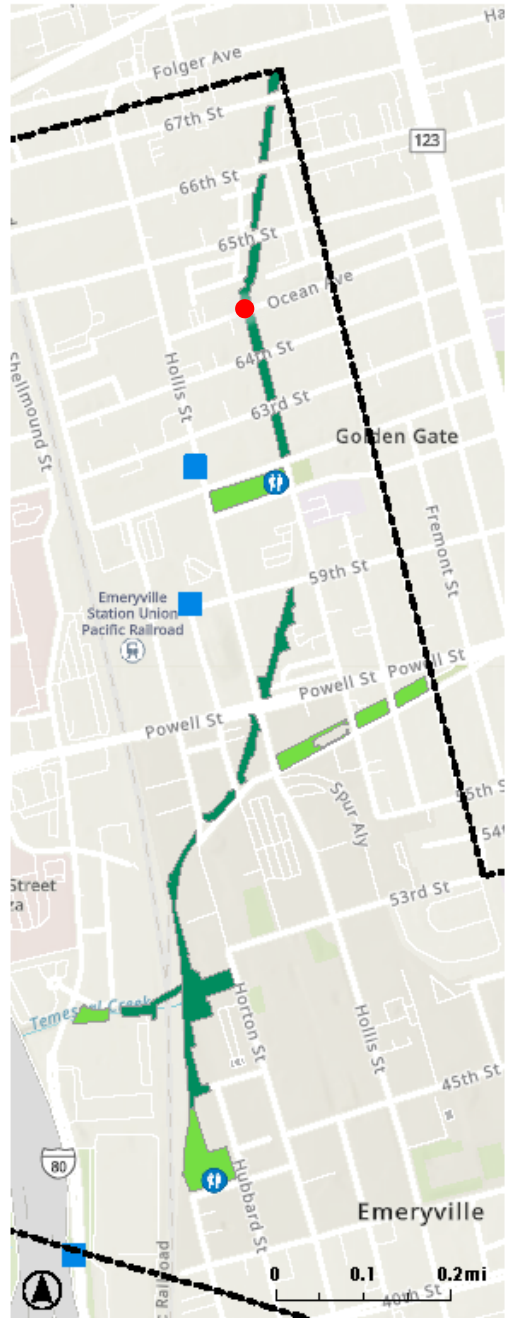 Ha
Folger Ave
67th St
123
66th St
65th St
Ocean Ave
64th St
Shellmound St
Hollis St
63rd St
Golden Gate
Fremont St
59th St
Emeryville
Station Union
Pacific Railroad
Powell St
Powell St
Powell St
Spur Aly
55th S
54t
53rd St
Street
za
Temescal Creek
Horton St
Hollis St
45th St
80
Hubbard St
Emeryville
Railroad
0 0.1 0.2mi
40th St